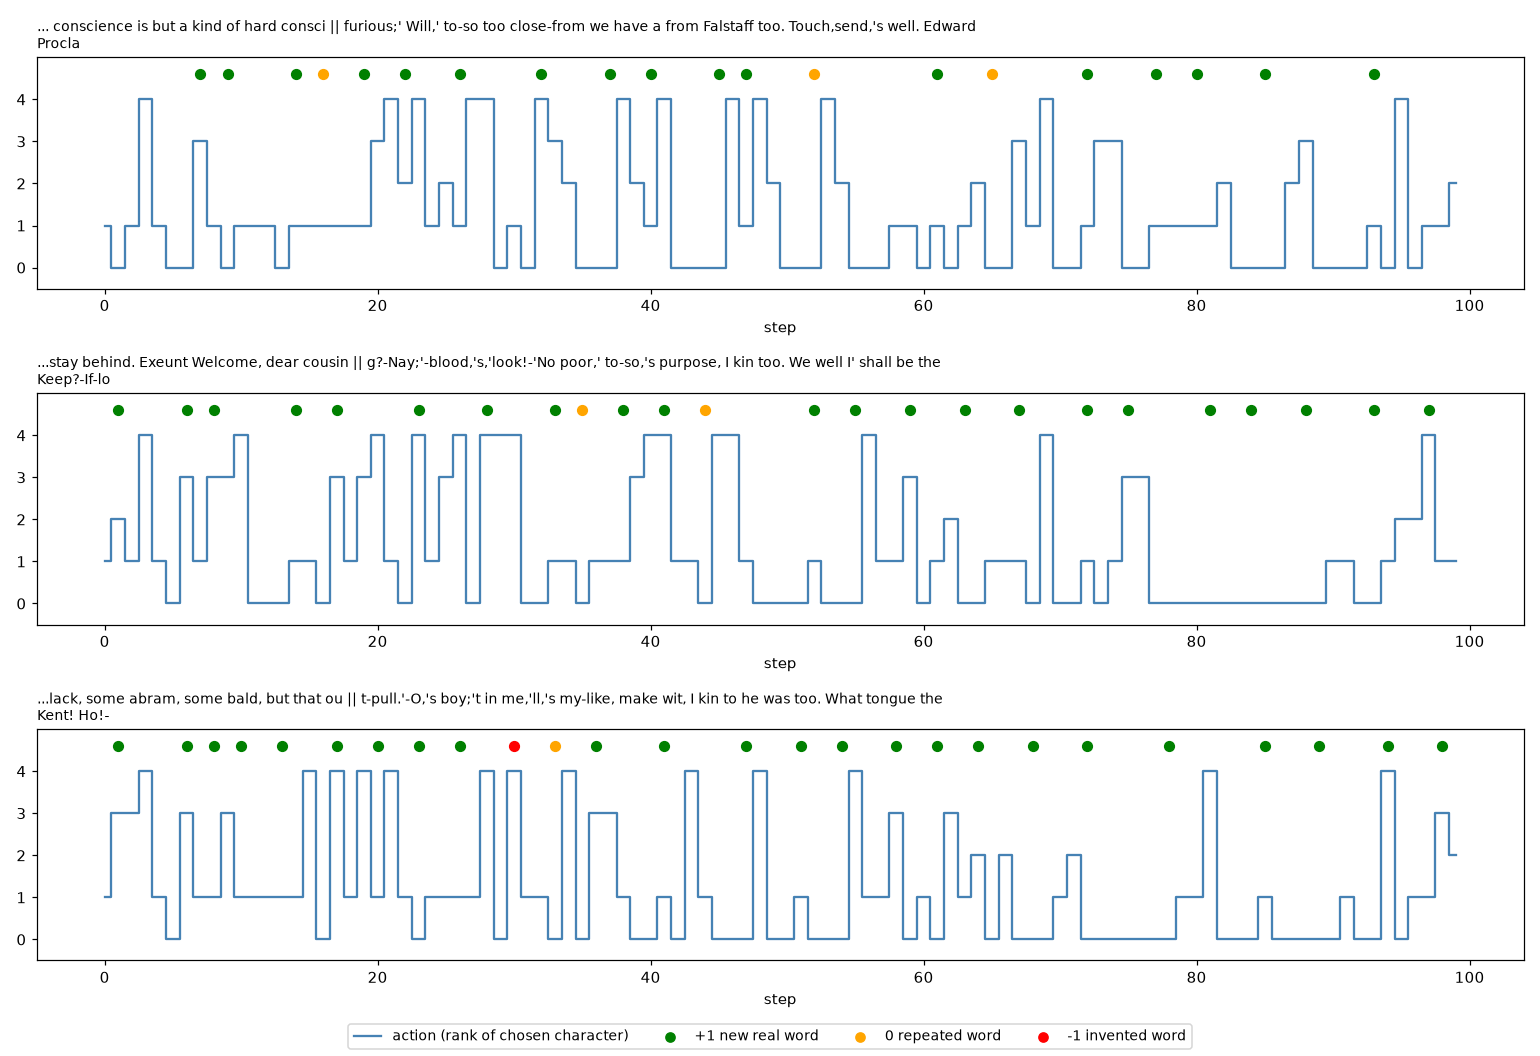 ... conscience is but a kind of hard consci || furious;' Will,' to-so too close-from we have a from Falstaff too. Touch,send,'s well. Edward
Procla
4
3
2
1
0
0 20 40 60 80 100
step
...stay behind. Exeunt Welcome, dear cousin || g?-Nay;'-blood,'s,'look!-'No poor,' to-so,'s purpose, I kin too. We well I' shall be the
Keep?-If-lo
4
3
2
1
0
0 20 40 60 80 100
step
...lack, some abram, some bald, but that ou || t-pull.'-O,'s boy;'t in me,'ll,'s my-like, make wit, I kin to he was too. What tongue the
Kent! Ho!-
4
3
2
1
0
0 20 40 60 80 100
step
action (rank of chosen character) +1 new real word 0 repeated word -1 invented word